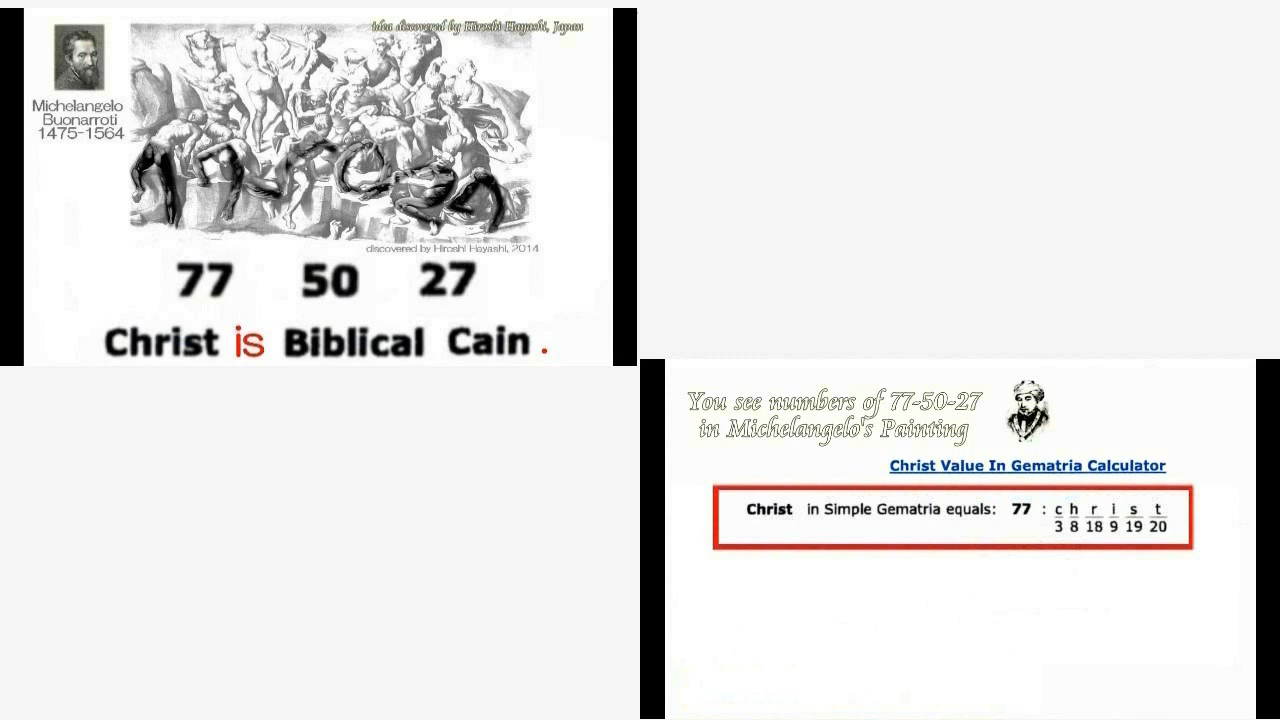 idea discovered by Hiroshi Hayashi, Japan
Michelangelo
Buonarroti
1475-1564
discovered by Hiroshi Hayashi, 2014
77 50 27
Christ is Biblical Cain .
You see numbers of 77-50-27
in Michelangelo's Painting
Christ Value In Gematria Calculator
Christ in Simple Gematria equals: 77 : c h r i s t
3 8 18 9 19 20